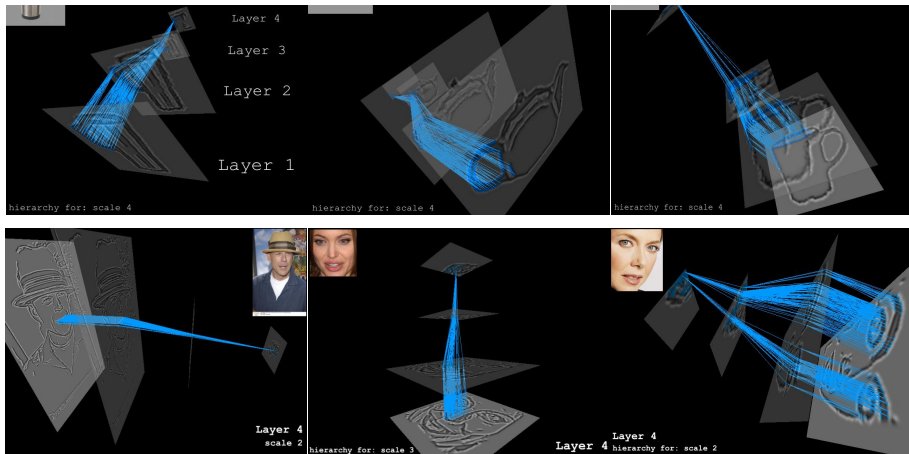 Layer 4
Layer 3
Layer 2
Layer 1
hierarchy for: scale 4
hierarchy for: scale 4
hierarchy for: scale 4
Layer 4
scale 2
hierarchy for: scale 3
Layer 4
Layer 4
hierarchy for: scale 2